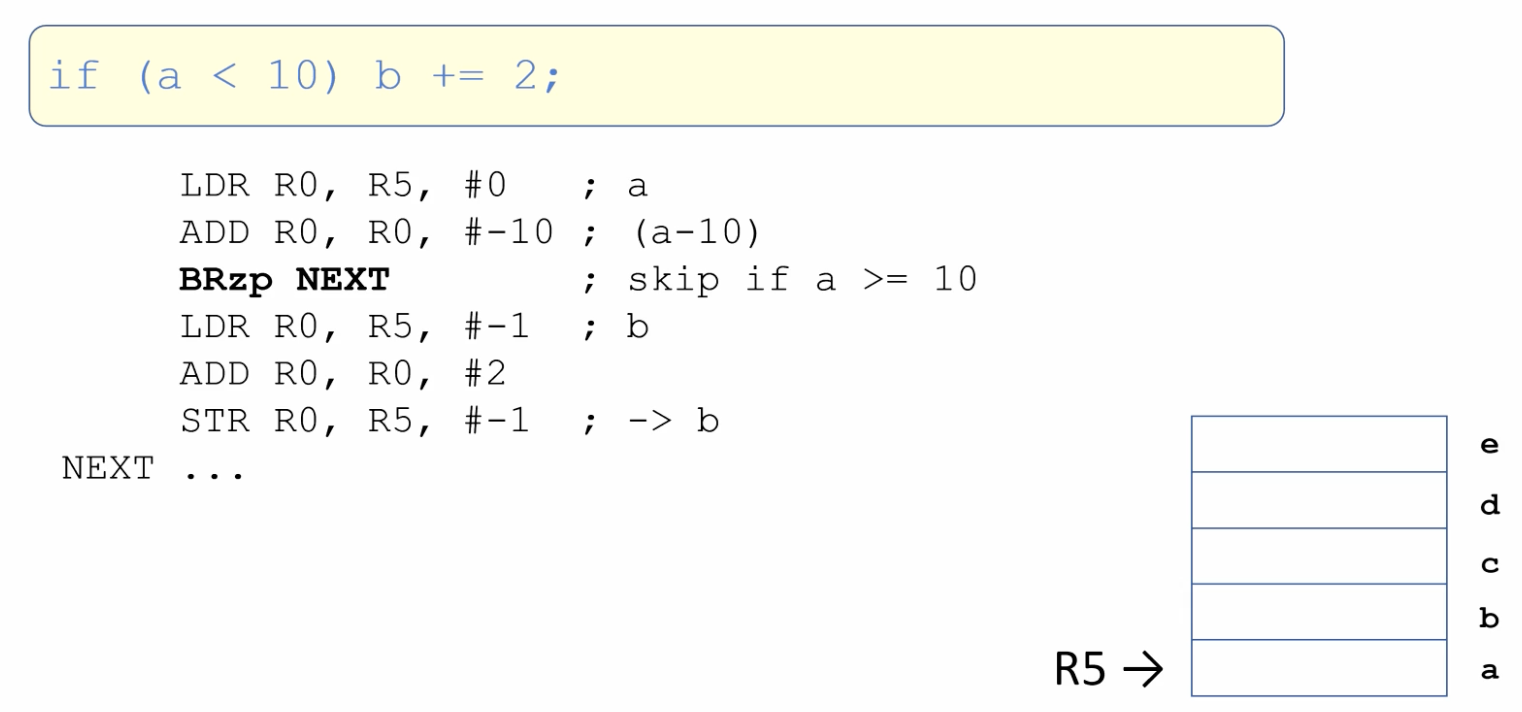 if (a < 10) b += 2;
LDR R0, R5, #0 ; a
ADD R0, R0, #-10 ; (a-10)
BRzp NEXT ; skip if a >= 10
LDR R0, R5, #-1 ; b
ADD R0, R0, #2
STR R0, R5, #-1 ; -> b
NEXT ...
e
d
c
b
R5 → a